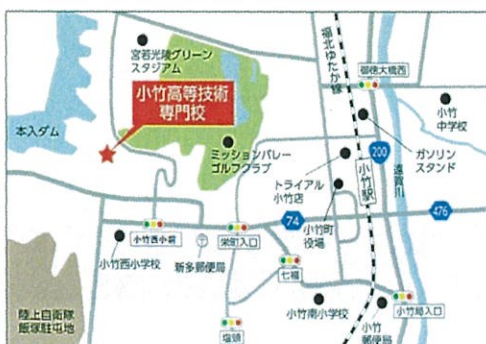 宮若光陵グリーン
スタジアム
福北ゆたか線
御徳大橋西
小竹高等技術
専門校
小竹
中学校
本入ダム
ミッションバレー
ゴルフクラブ
200
ガソリン
スタンド
小竹駅
遠賀川
トライアル
小竹店
小竹町
役場
74
476
小竹西小前
栄町入口
小竹西小学校
新多郵便局
七福
陸上自衛隊
飯塚駐屯地
小竹南小学校
小竹局入口
小竹
郵便局
塩頭